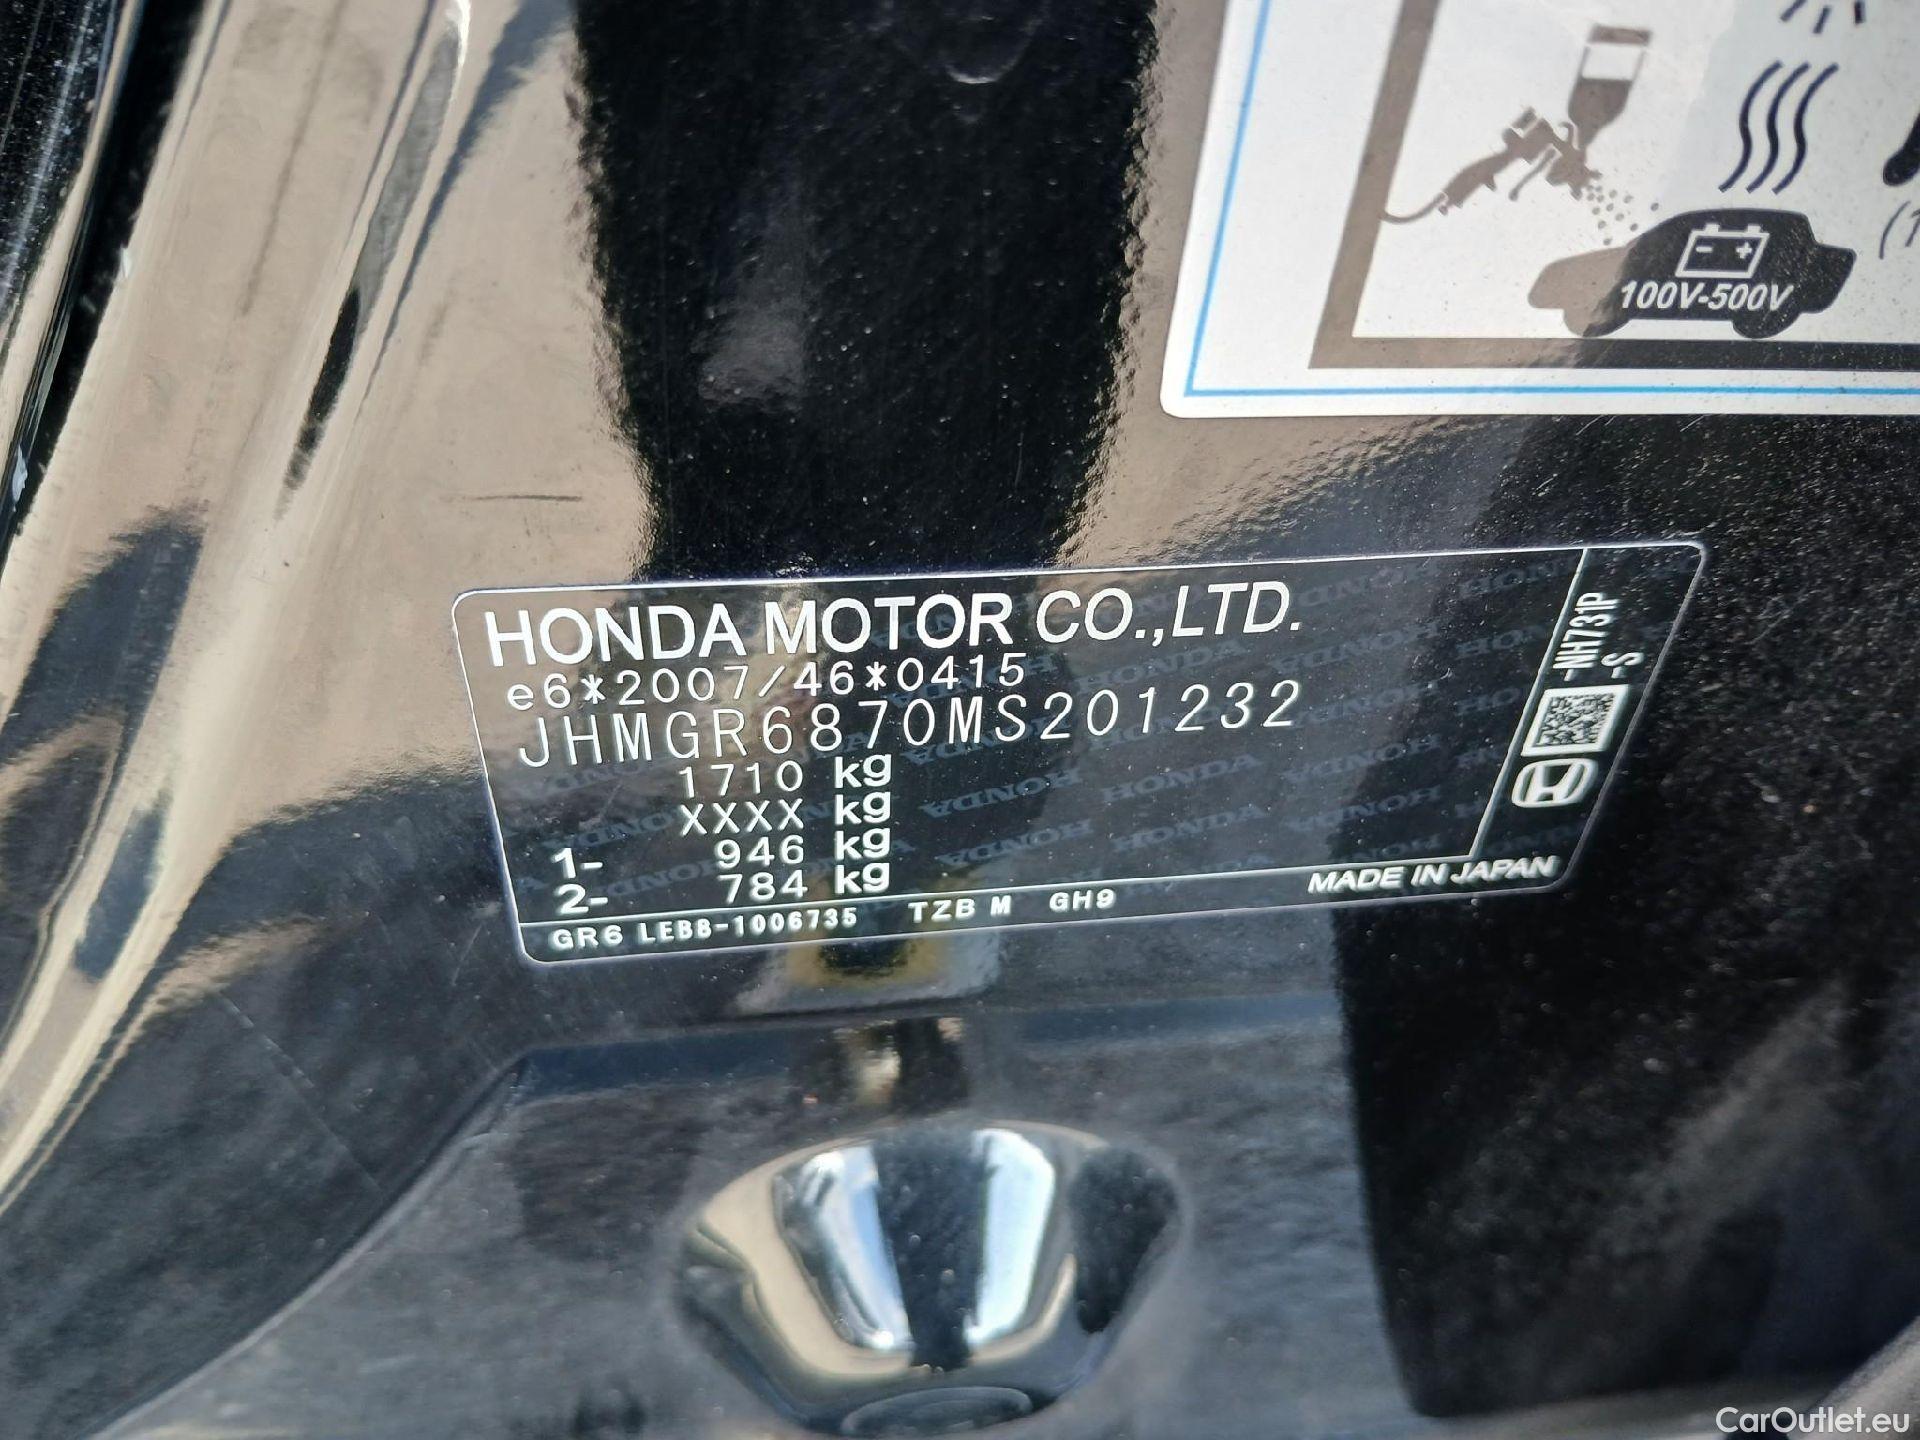 100V-500V
HONDA MOTOR CO.,LTD.
e6*2007/46*0415
JHMGR6870MS201232
1710 kg
XXXX kg
1- 946 kg
2- 784 kg
GR6 LEB8-1006735 TZB M GH9
MADE IN JAPAN
-NH731P
-S
CarOutlet.eu